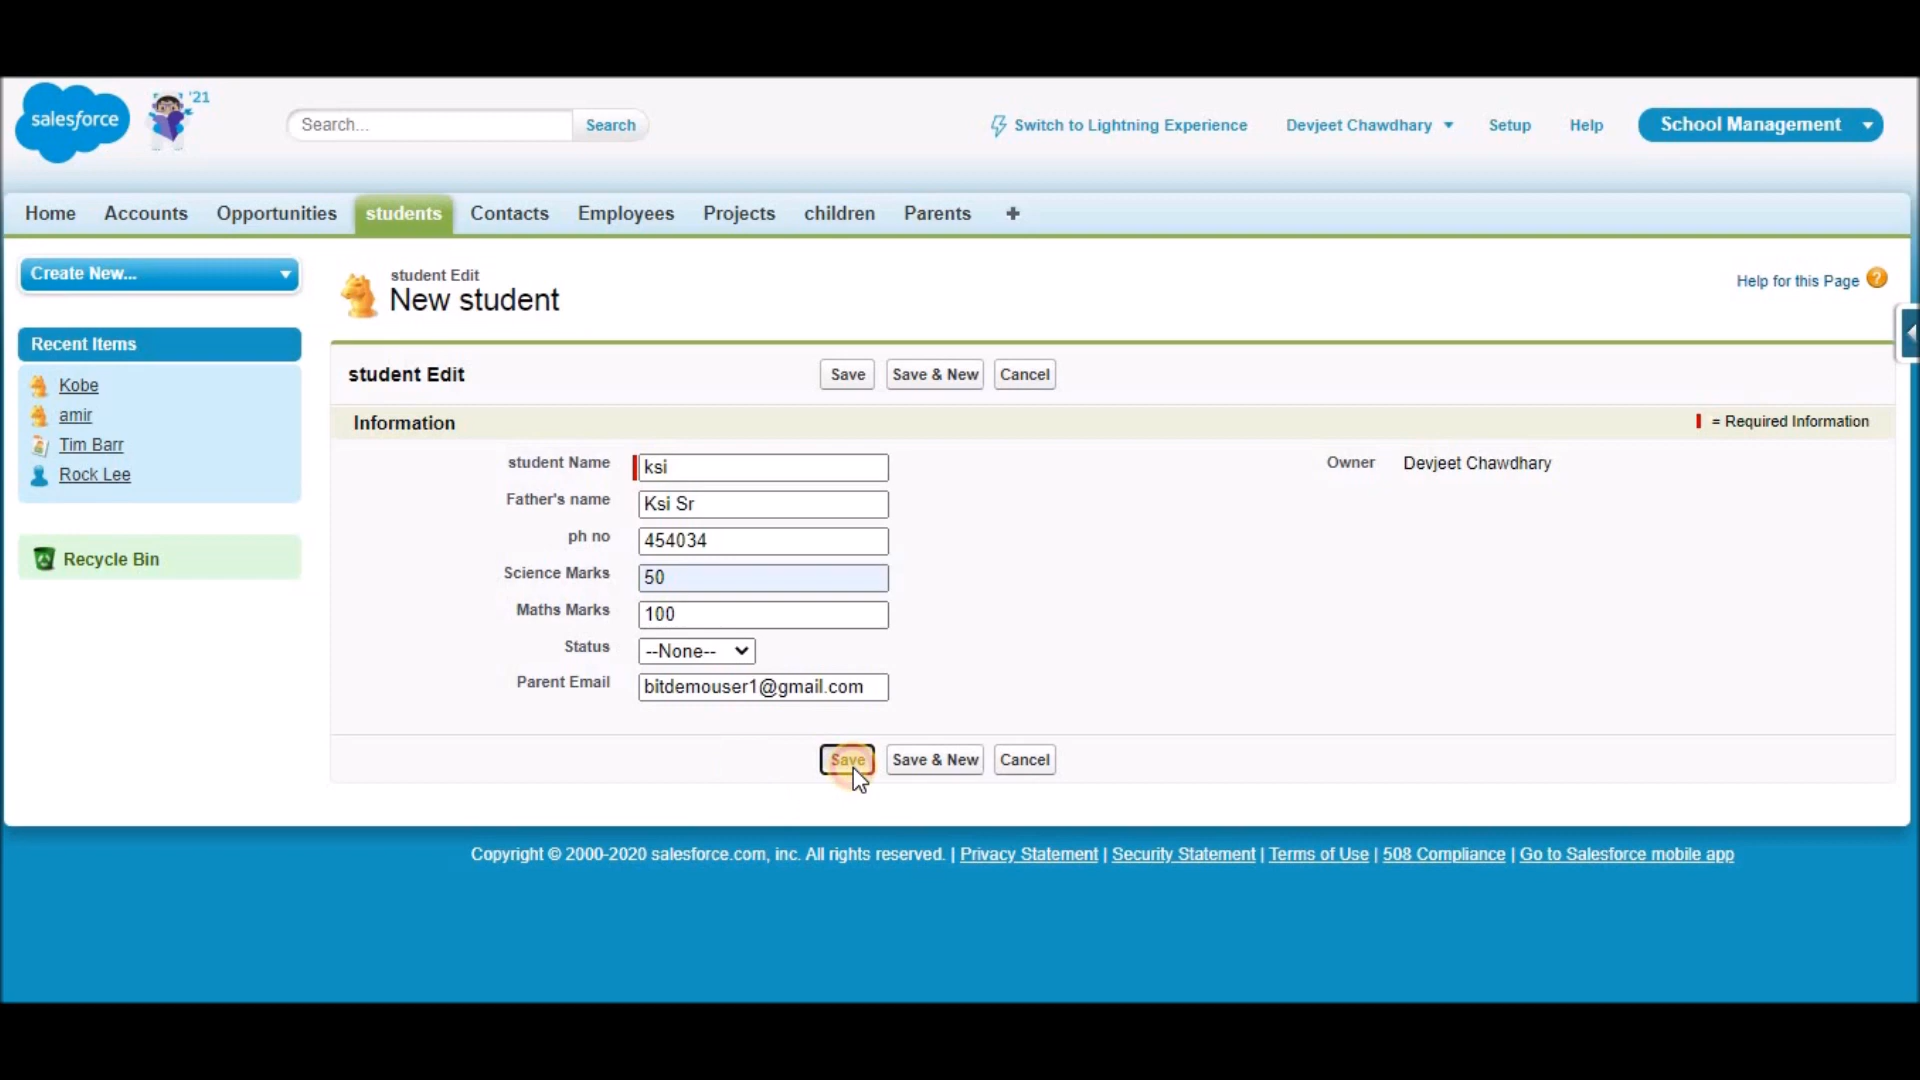 salesforce
'21
Search...
Search
Switch to Lightning Experience
Devjeet Chawdhary
Setup
Help
School Management
Home
Accounts
Opportunities
students
Contacts
Employees
Projects
children
Parents
+
Create New...
Recent Items
Kobe
amir
Tim Barr
Rock Lee
Recycle Bin
student Edit
New student
Help for this Page
?
student Edit
Save
Save & New
Cancel
Information
= Required Information
student Name
ksi
Owner
Devjeet Chawdhary
Father's name
Ksi Sr
ph no
454034
Science Marks
50
Maths Marks
100
Status
--None--
Parent Email
bitdemouser1@gmail.com
Save
Save & New
Cancel
Copyright © 2000-2020 salesforce.com, inc. All rights reserved. | Privacy Statement | Security Statement | Terms of Use | 508 Compliance | Go to Salesforce mobile app